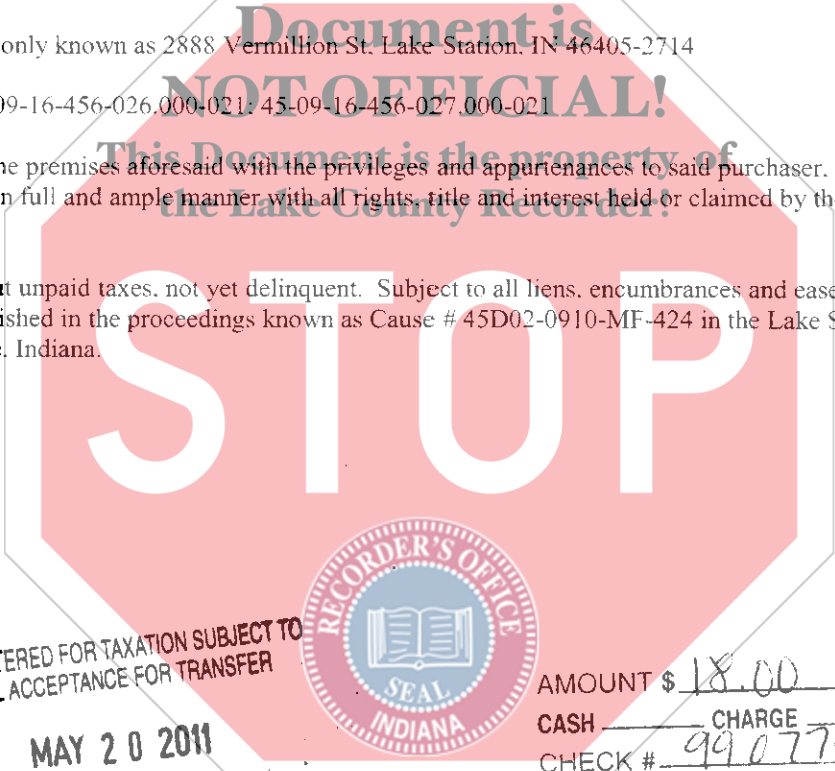 Document is
only known as 2888 Vermillion St, Lake Station, IN 46405-2714
NOT OFFICIAL!
09-16-456-026.000-021; 45-09-16-456-027.000-021
This Document is the property of
he premises aforesaid with the privileges and appurtenances to said purchaser.
the Lake County Recorder!
n full and ample manner with all rights, title and interest held or claimed by th
t unpaid taxes, not yet delinquent. Subject to all liens, encumbrances and ease
ished in the proceedings known as Cause # 45D02-0910-MF-424 in the Lake S
, Indiana.
STOP
RECORDER'S OFFICE
SEAL
INDIANA
TERED FOR TAXATION SUBJECT TO
ACCEPTANCE FOR TRANSFER
MAY 20 2011
AMOUNT $ 18.00
CASH CHARGE
CHECK # 99077